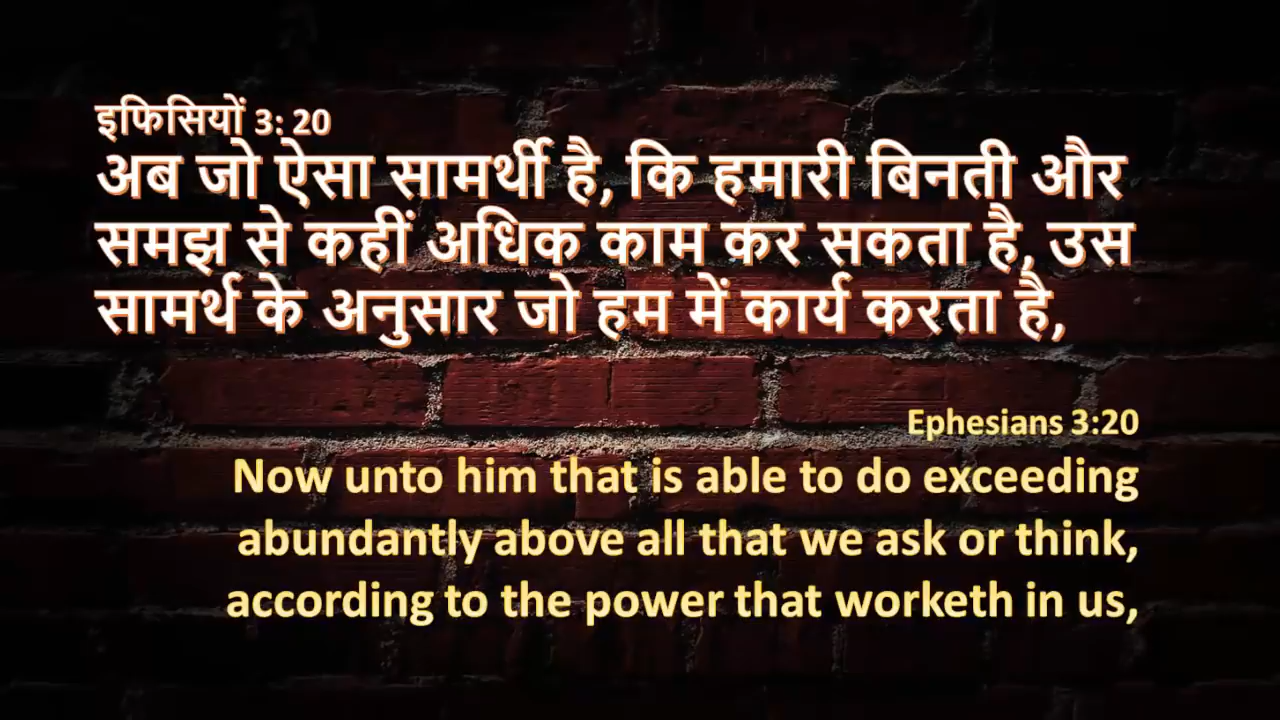 इफिसियों 3: 20
अब जो ऐसा सामर्थी है, कि हमारी बिनती और
समझ से कहीं अधिक काम कर सकता है, उस
सामर्थ के अनुसार जो हम में कार्य करता है,
Ephesians 3:20
Now unto him that is able to do exceeding
abundantly above all that we ask or think,
according to the power that worketh in us,